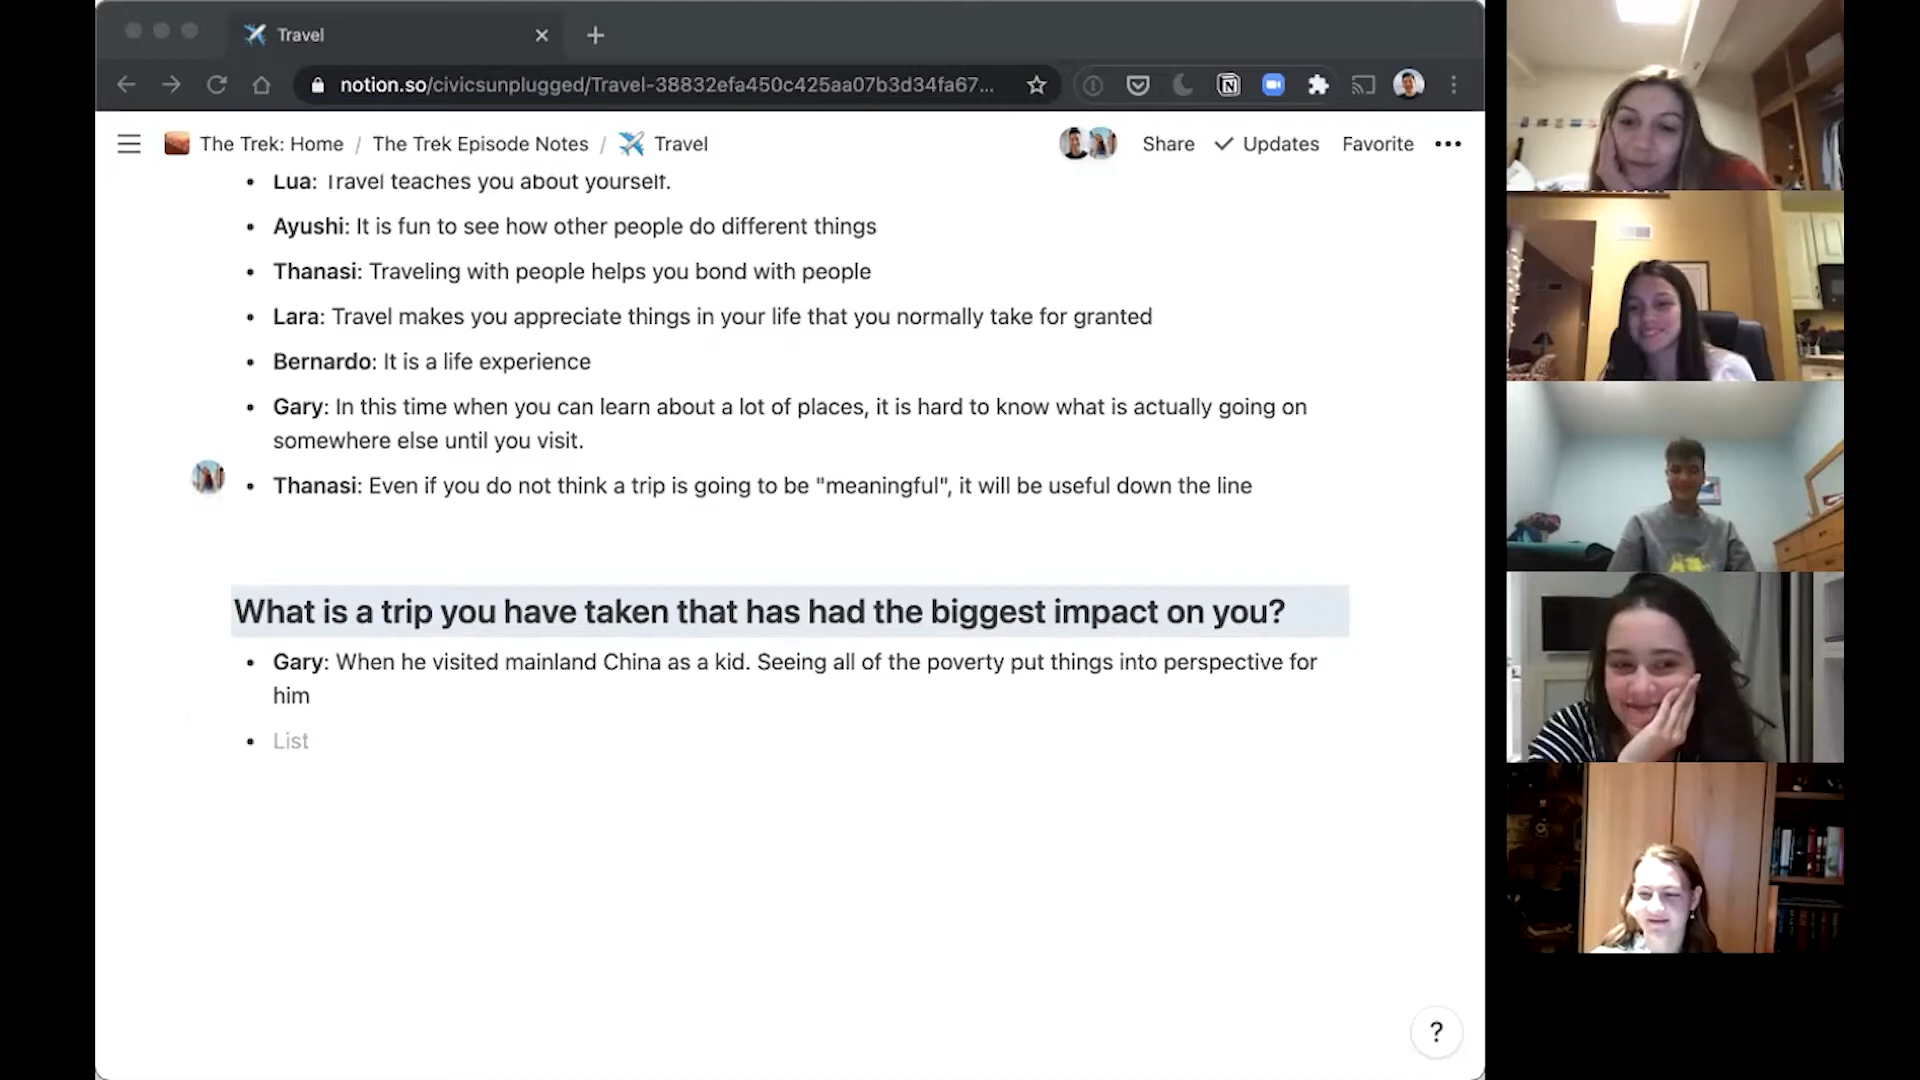 Travel
notion.so/civicsunplugged/Travel-38832efa450c425aa07b3d34fa67...
The Trek: Home / The Trek Episode Notes / Travel
Share Updates Favorite
• Lua: Travel teaches you about yourself.
• Ayushi: It is fun to see how other people do different things
• Thanasi: Traveling with people helps you bond with people
• Lara: Travel makes you appreciate things in your life that you normally take for granted
• Bernardo: It is a life experience
• Gary: In this time when you can learn about a lot of places, it is hard to know what is actually going on
somewhere else until you visit.
• Thanasi: Even if you do not think a trip is going to be "meaningful", it will be useful down the line
What is a trip you have taken that has had the biggest impact on you?
• Gary: When he visited mainland China as a kid. Seeing all of the poverty put things into perspective for
him
• List
?